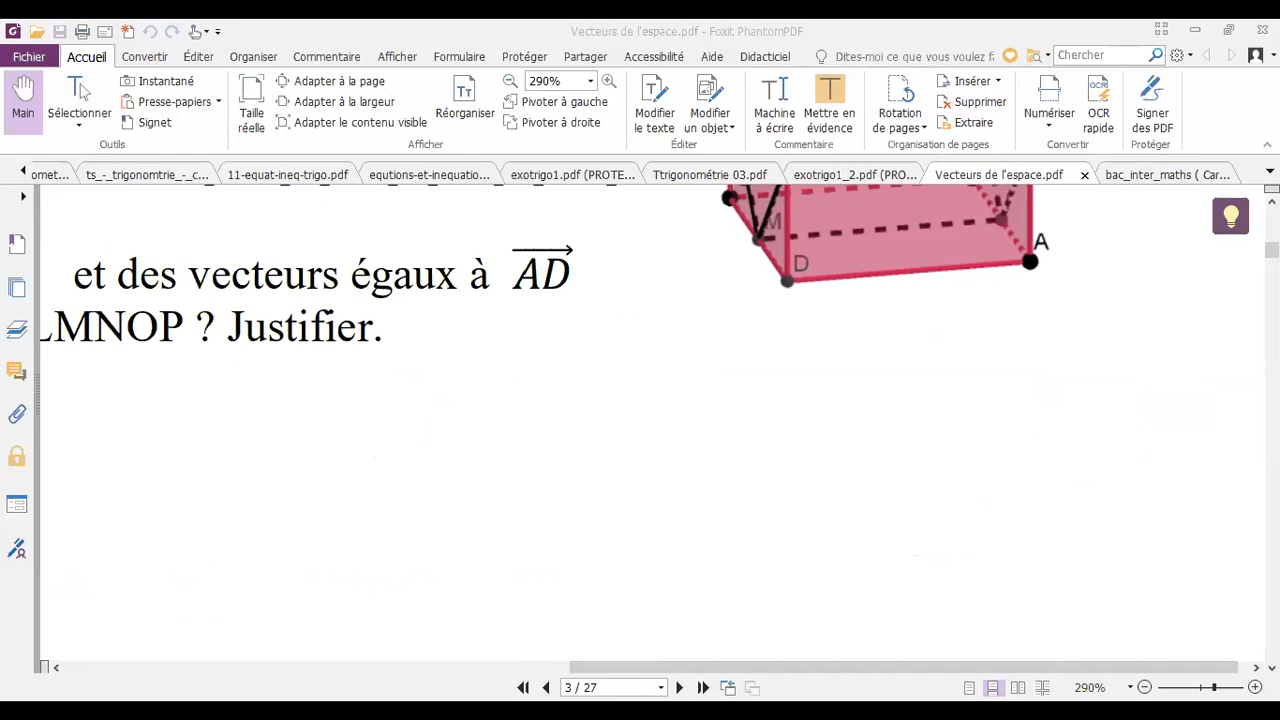 Vecteurs de l'espace.pdf - Foxit PhantomPDF
Fichier Accueil Convertir Éditer Organiser Commentaire Afficher Formulaire Protéger Partager Accessibilité Aide Didacticiel Dites-moi ce que vous voulez f Chercher
Main
Sélectionner
Instantané
Presse-papiers
Signet
Outils
Taille réelle
Adapter à la page
Adapter à la largeur
Adapter le contenu visible
Réorganiser
290%
Pivoter à gauche
Pivoter à droite
Afficher
Modifier le texte
Modifier un objet
Éditer
Machine à écrire
Mettre en évidence
Commentaire
Rotation de pages
Insérer
Supprimer
Extraire
Organisation de pages
Numériser
OCR rapide
Convertir
Signer des PDF
Protéger
omet... ts_-_trigonomtrie_-_c... 11-equat-ineq-trigo.pdf equtions-et-inequatio... exotrigo1.pdf (PROTE... Ttrigonométrie 03.pdf exotrigo1_2.pdf (PRO... Vecteurs de l'espace.pdf bac_inter_maths ( Car...
M
A
D
et des vecteurs égaux à AD
LMNOP ? Justifier.
3 / 27
290%